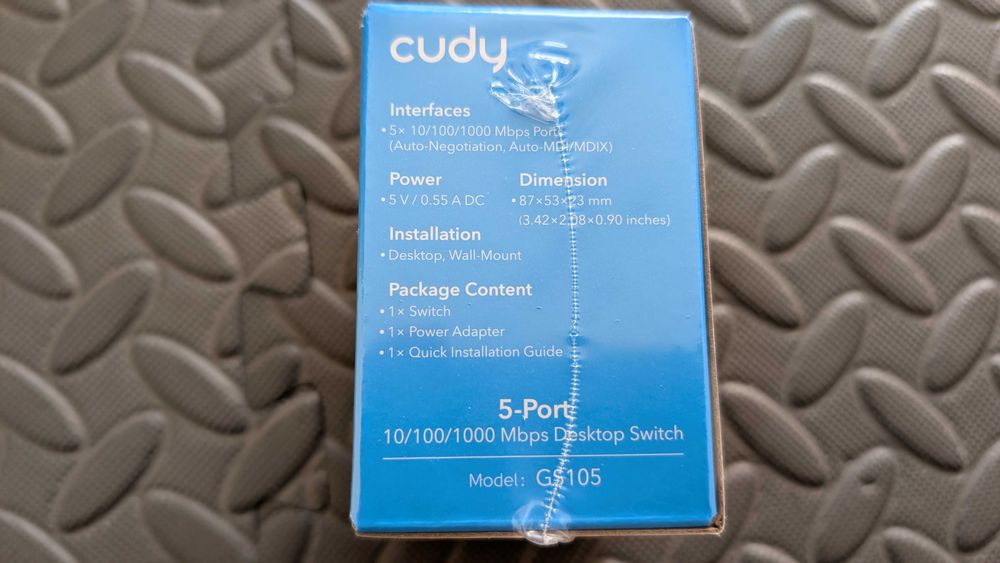 cudy
Interfaces
• 5× 10/100/1000 Mbps Ports
(Auto-Negotiation, Auto-MDI/MDIX)
Power
• 5 V / 0.55 A DC
Dimension
• 87×53×23 mm
(3.42×2.08×0.90 inches)
Installation
• Desktop, Wall-Mount
Package Content
• 1× Switch
• 1× Power Adapter
• 1× Quick Installation Guide
5-Port
10/100/1000 Mbps Desktop Switch
Model: GS105